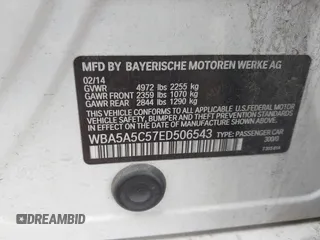 MFD BY BAYERISCHE MOTOREN WERKE AG
02/14
GVWR 4972 lbs 2255 kg
GAWR FRONT 2359 lbs 1070 kg
GAWR REAR 2844 lbs 1290 kg
THIS VEHICLE CONFORMS TO ALL APPLICABLE
FEDERAL MOTOR VEHICLE SAFETY, BUMPER,
AND THEFT PREVENTION STANDARDS IN
EFFECT ON THE DATE OF MANUFACTURE
SHOWN ABOVE.
WBA5A5C57ED506543 TYPE: PASSENGER CAR